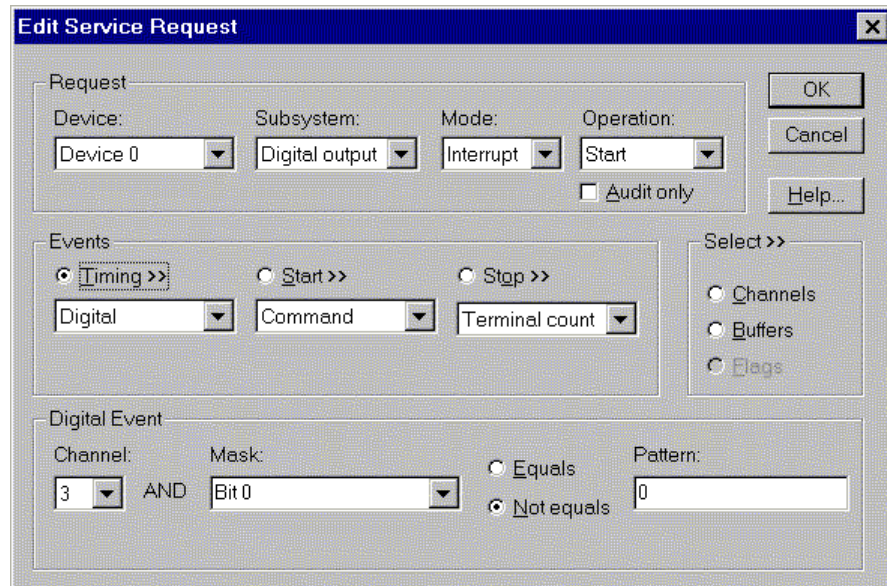 Edit Service Request
Request
Device: Subsystem: Mode: Operation:
Device 0 Digital output Interrupt Start
Audit only
OK
Cancel
Help...
Events
Timing >> Start >> Stop >>
Digital Command Terminal count
Select >>
Channels
Buffers
Flags
Digital Event
Channel: Mask: Pattern:
3 AND Bit 0 Equals 0
Not equals